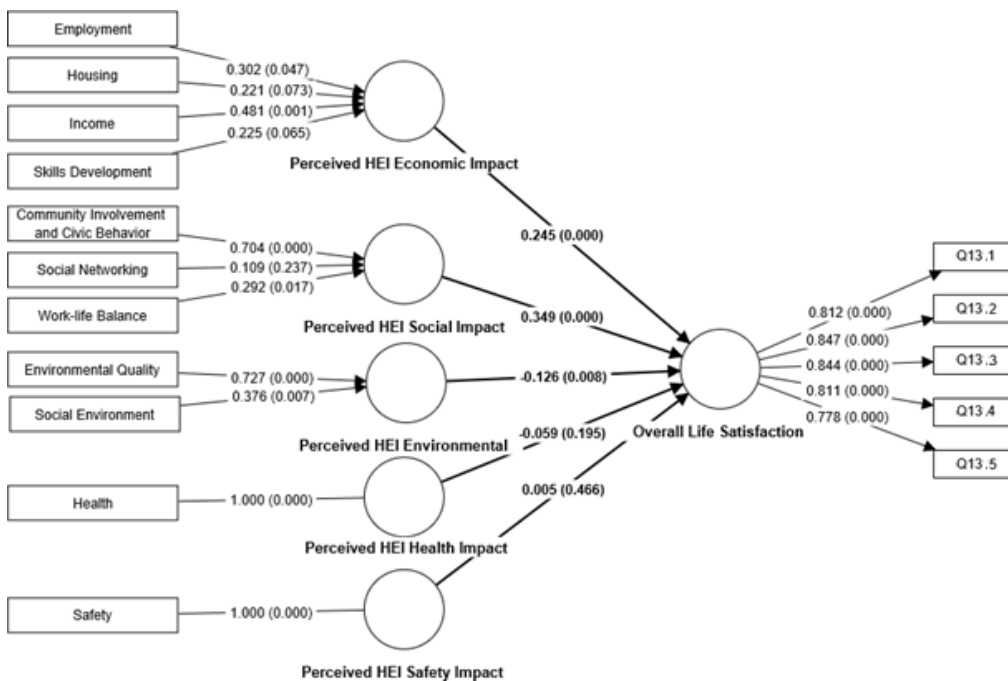 Employment
Housing
Income
Skills Development
0.302 (0.047)
0.221 (0.073)
0.481 (0.001)
0.225 (0.065)
Perceived HEI Economic Impact
Community Involvement
and Civic Behavior
Social Networking
Work-life Balance
0.704 (0.000)
0.109 (0.237)
0.292 (0.017)
Perceived HEI Social Impact
Environmental Quality
Social Environment
0.727 (0.000)
0.376 (0.007)
Perceived HEI Environmental
Health
1.000 (0.000)
Perceived HEI Health Impact
Safety
1.000 (0.000)
Perceived HEI Safety Impact
0.245 (0.000)
0.349 (0.000)
-0.126 (0.008)
-0.059 (0.195)
0.005 (0.466)
Overall Life Satisfaction
0.812 (0.000)
0.847 (0.000)
0.844 (0.000)
0.811 (0.000)
0.778 (0.000)
Q13.1
Q13.2
Q13.3
Q13.4
Q13.5